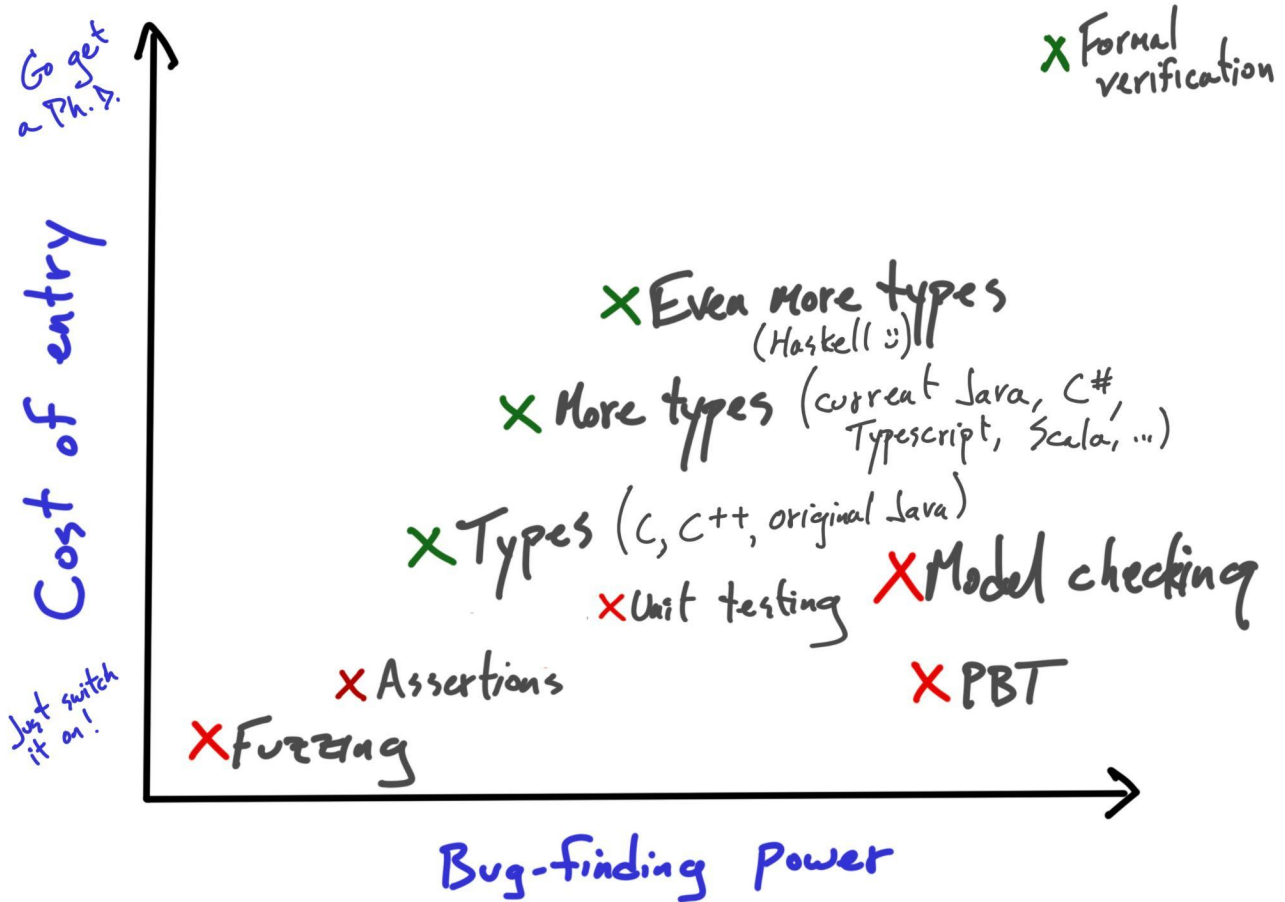 Go get
a Ph.D.
Formal
verification
Cost of entry
Even more types
(Haskell :))
More types (current Java, C#,
Typescript, Scala, ...)
Types (C, C++, original Java)
Model checking
Unit testing
Assertions
PBT
Just switch
it on!
Fuzzing
Bug-finding Power